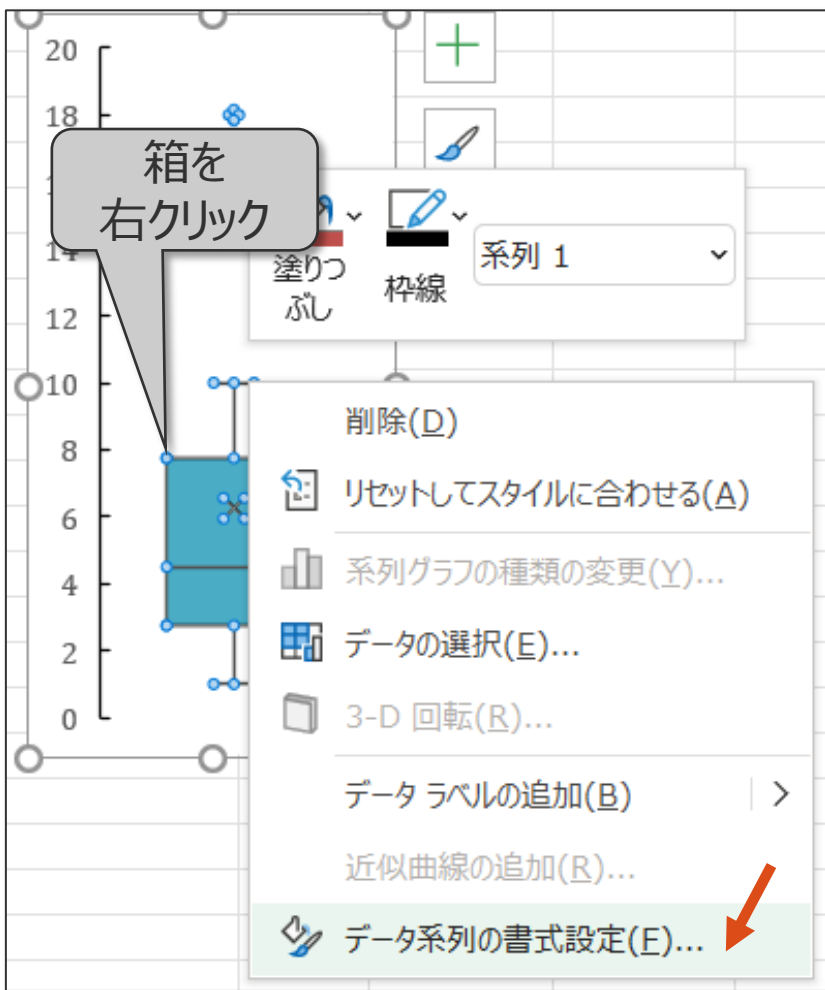 20
18
箱を
右クリック
14
塗りつ
ぶし
枠線
系列 1
12
10
8
6
4
2
0
削除(D)
リセットしてスタイルに合わせる(A)
系列グラフの種類の変更(Y)...
データの選択(E)...
3-D 回転(R)...
データ ラベルの追加(B)
近似曲線の追加(R)...
データ系列の書式設定(F)...